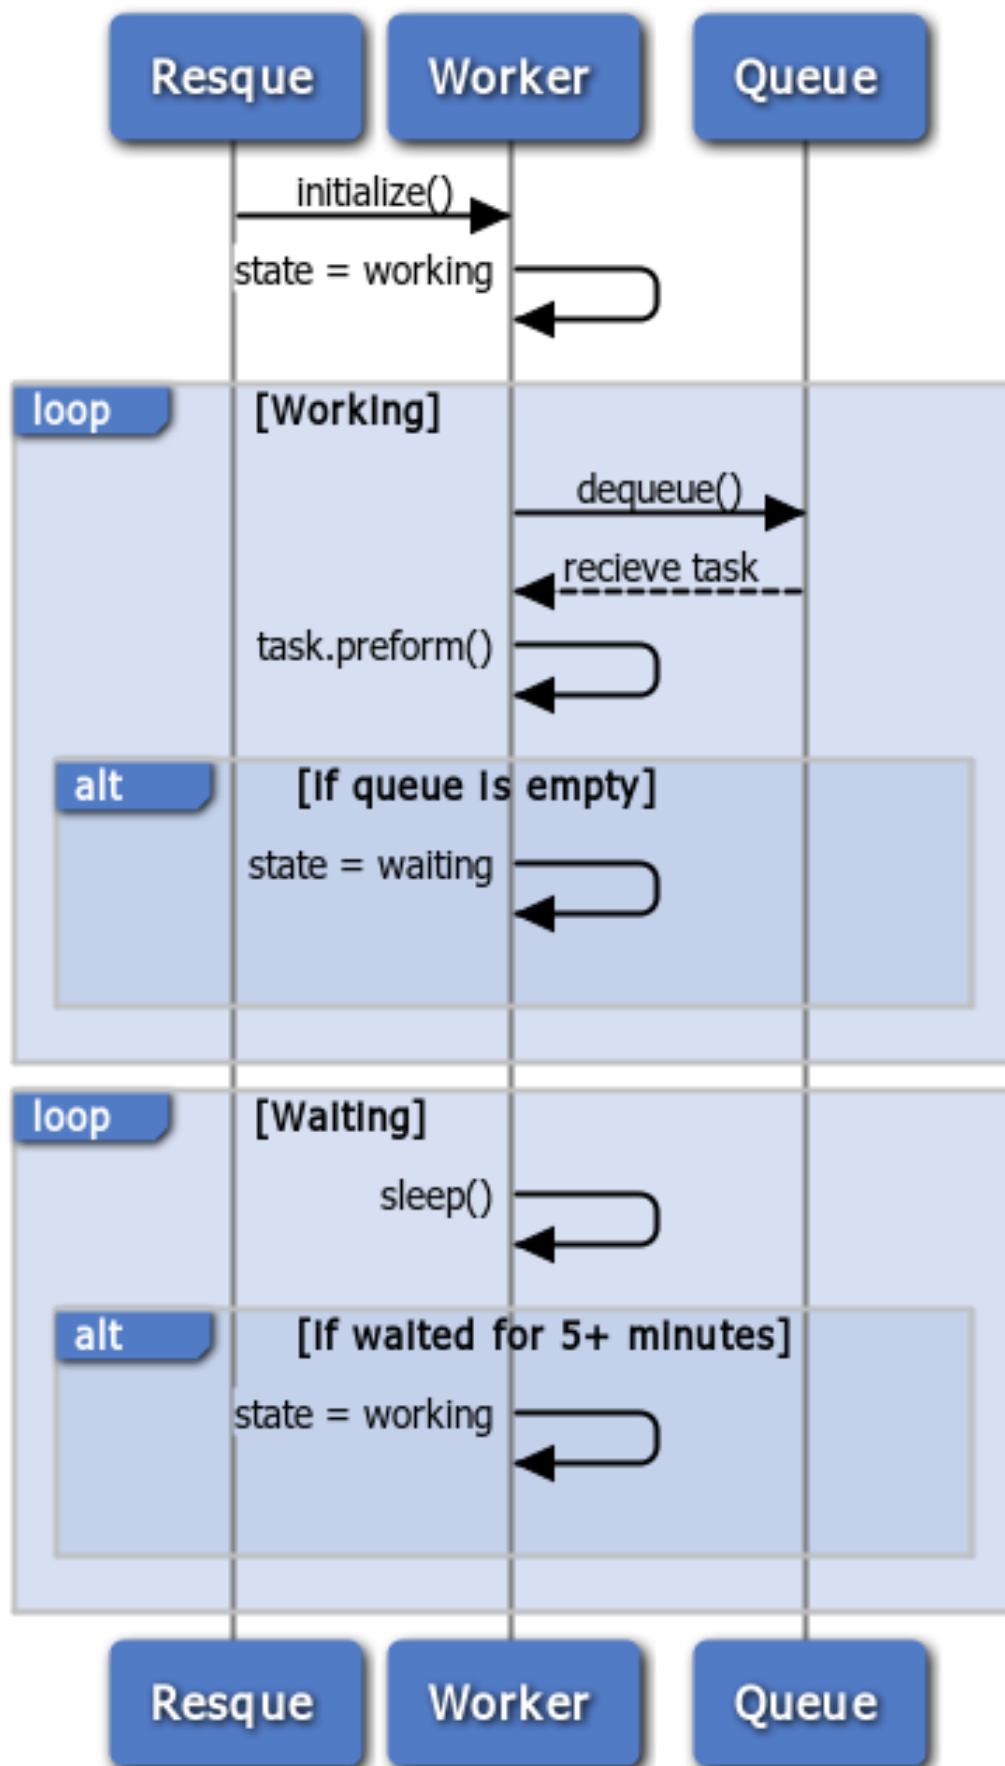 Resque Worker Queue
initialize()
state = working
loop [Working]
dequeue()
recieve task
task.preform()
alt [if queue is empty]
state = waiting
loop [Waiting]
sleep()
alt [if waited for 5+ minutes]
state = working
Resque Worker Queue